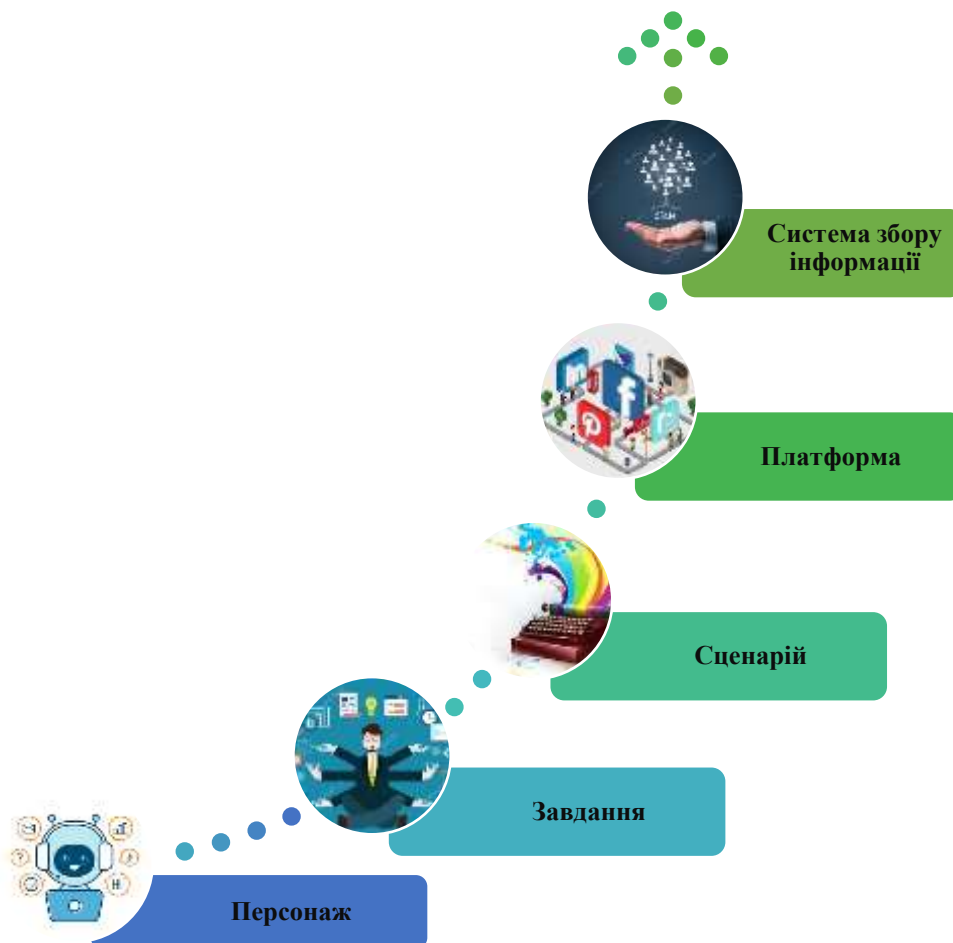 Система збору
інформації
Платформа
Сценарій
Завдання
Персонаж